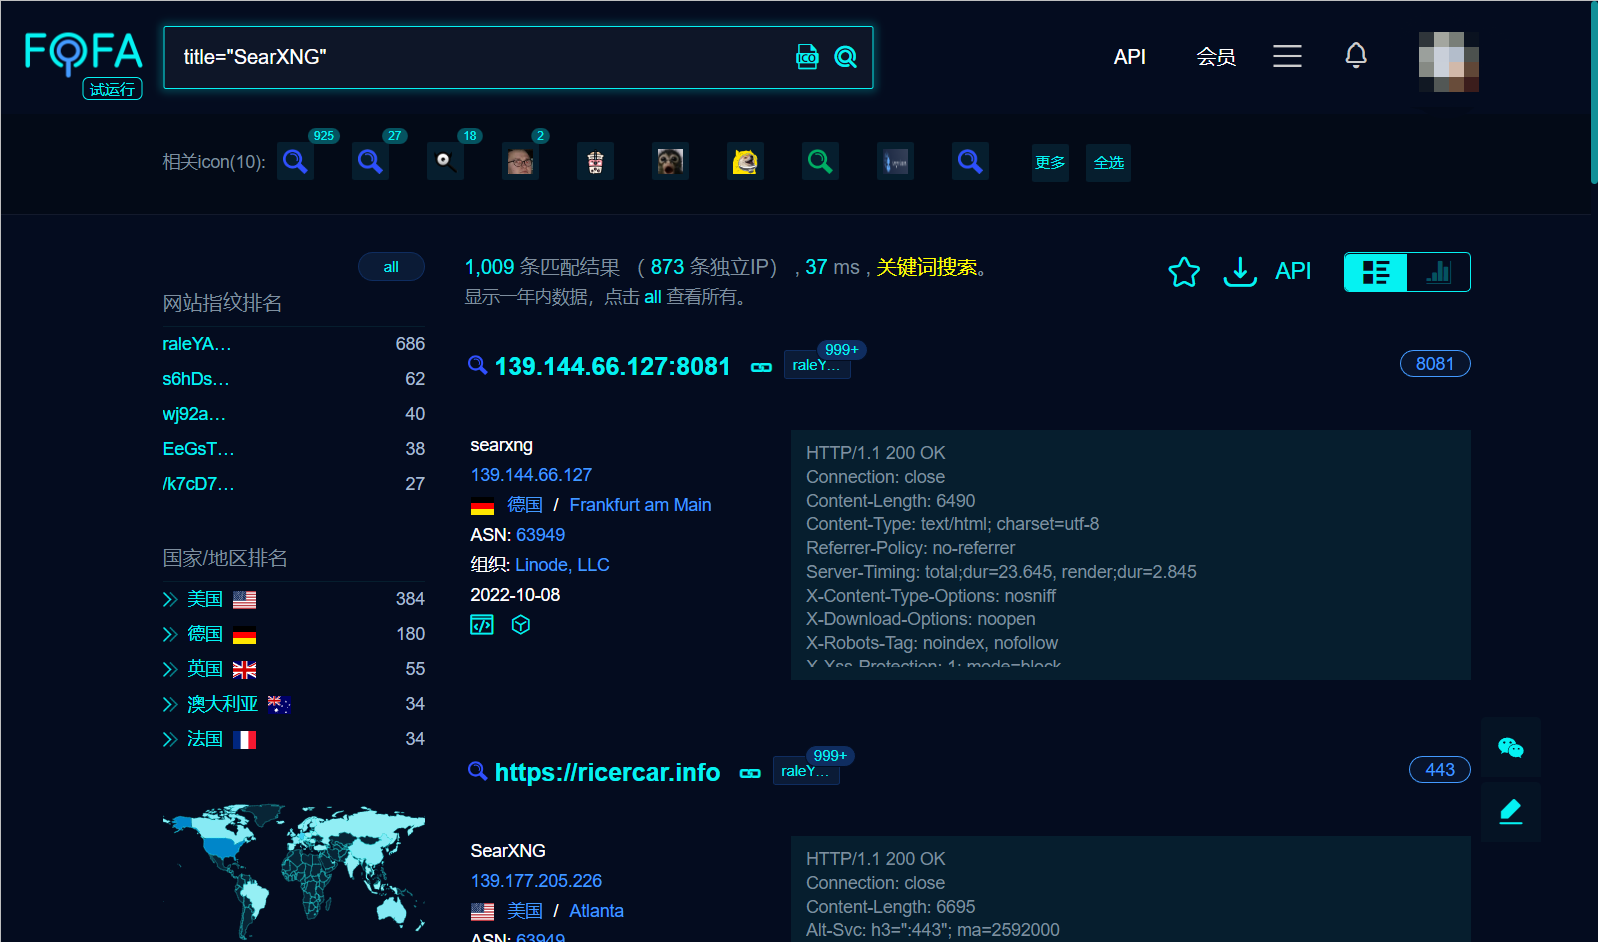 FOFA
试运行
title="SearXNG"
ICO
API
会员
相关icon(10):
925
27
18
2
更多
全选
all
网站指纹排名
raleYA... 686
s6hDs... 62
wj92a... 40
EeGsT... 38
/k7cD7... 27
国家/地区排名
美国 384
德国 180
英国 55
澳大利亚 34
法国 34
1,009 条匹配结果 （ 873 条独立IP） , 37 ms , 关键词搜索。
显示一年内数据，点击 all 查看所有。
API
139.144.66.127:8081
raleY...
999+
8081
searxng
139.144.66.127
德国 / Frankfurt am Main
ASN: 63949
组织: Linode, LLC
2022-10-08
HTTP/1.1 200 OK
Connection: close
Content-Length: 6490
Content-Type: text/html; charset=utf-8
Referrer-Policy: no-referrer
Server-Timing: total;dur=23.645, render;dur=2.845
X-Content-Type-Options: nosniff
X-Download-Options: noopen
X-Robots-Tag: noindex, nofollow
X-Xss-Protection: 1; mode=block
https://ricercar.info
raleY...
999+
443
SearXNG
139.177.205.226
美国 / Atlanta
ASN: 63949
HTTP/1.1 200 OK
Connection: close
Content-Length: 6695
Alt-Svc: h3=":443"; ma=2592000